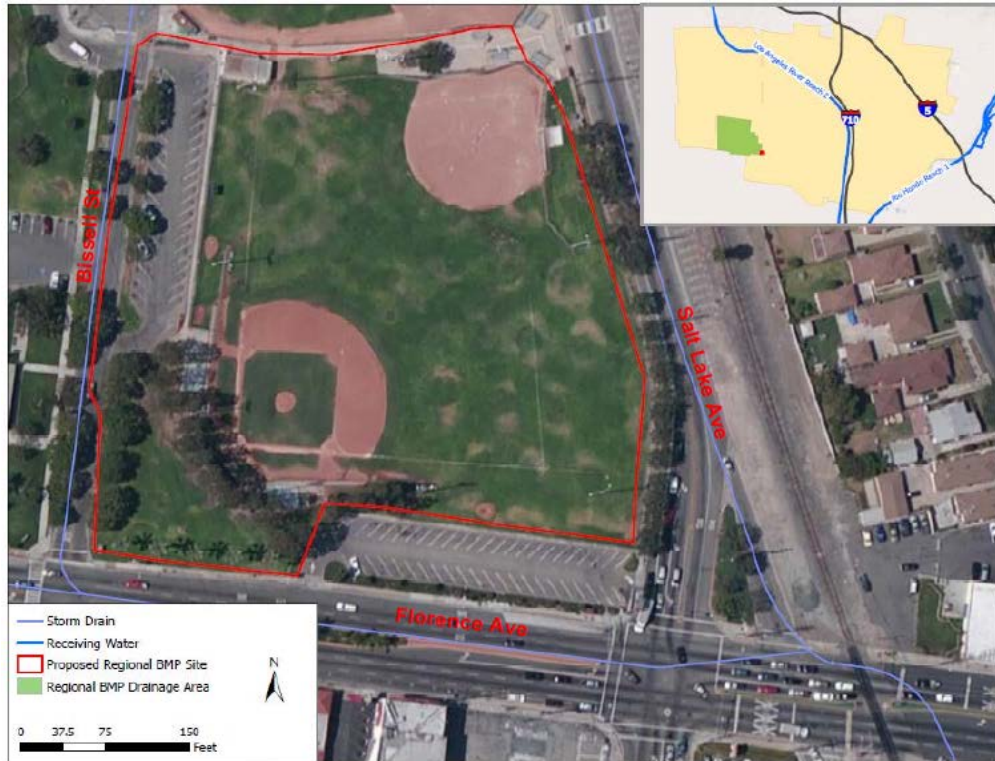 Los Angeles River Reach 2
710
5
Rio Hondo Reach 1
Bissell St
Salt Lake Ave
Florence Ave
Storm Drain
Receiving Water
Proposed Regional BMP Site
Regional BMP Drainage Area
N
0 37.5 75 150
Feet